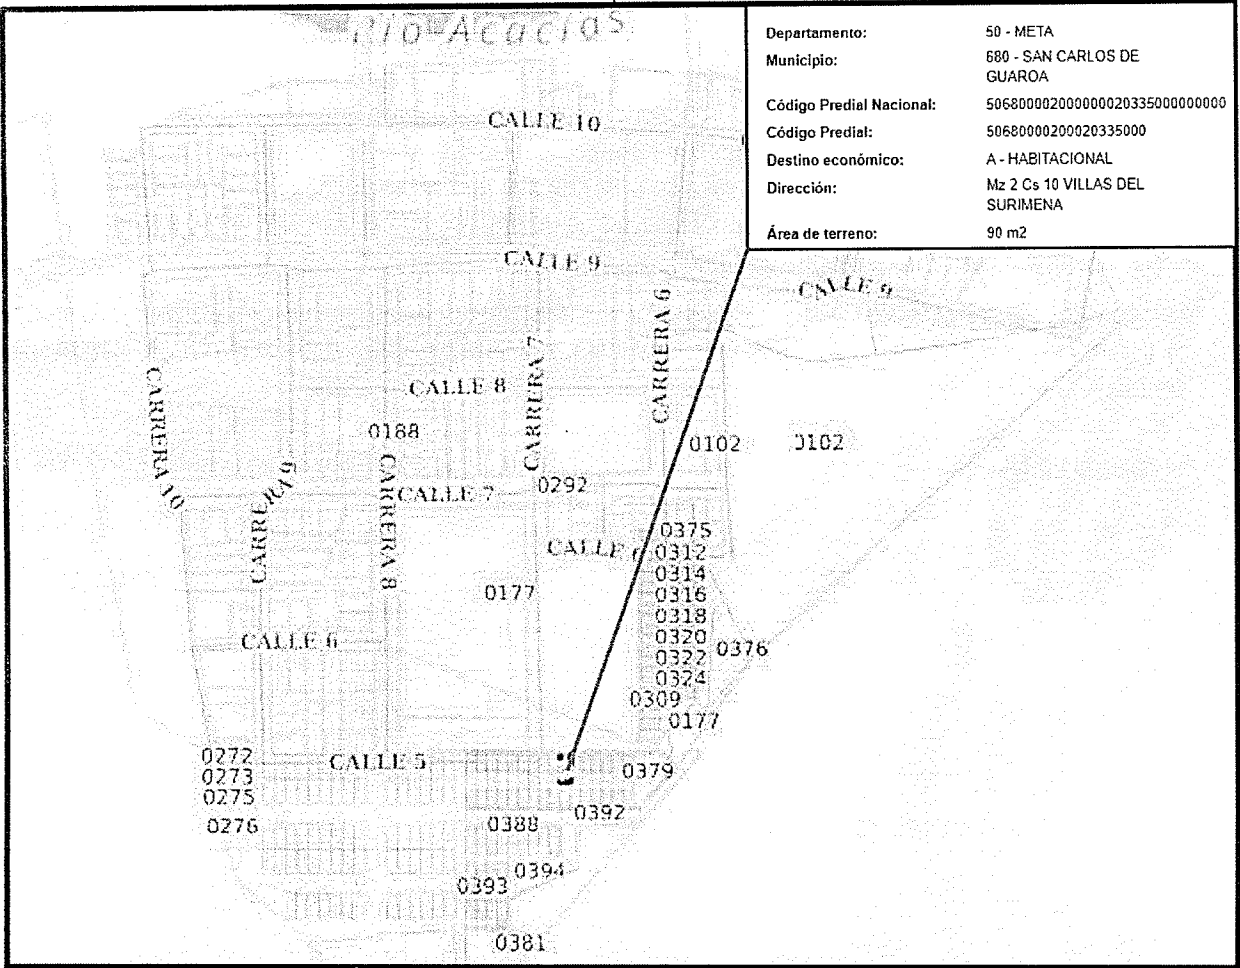 Río Acacías
Departamento: 50 - META
Municipio: 680 - SAN CARLOS DE
GUAROA
Código Predial Nacional: 506800002000000020335000000000
Código Predial: 50680000200020335000
Destino económico: A - HABITACIONAL
Dirección: Mz 2 Cs 10 VILLAS DEL
SURIMENA
Área de terreno: 90 m2
CALLE 10
CALLE 9
CALLE 9
CARRERA 6
CARRERA 7
CALLE 8
CARRERA 10
0188
0102
0102
CARRERA 9
CARRERA 8
CALLE 7
0292
0375
CALLE
0312
0314
0177
0316
0318
0320
CALLE 6
0376
0322
0324
0309
0177
0272
CALLE 5
0379
0273
0275
0392
0276
0388
0394
0393
0381